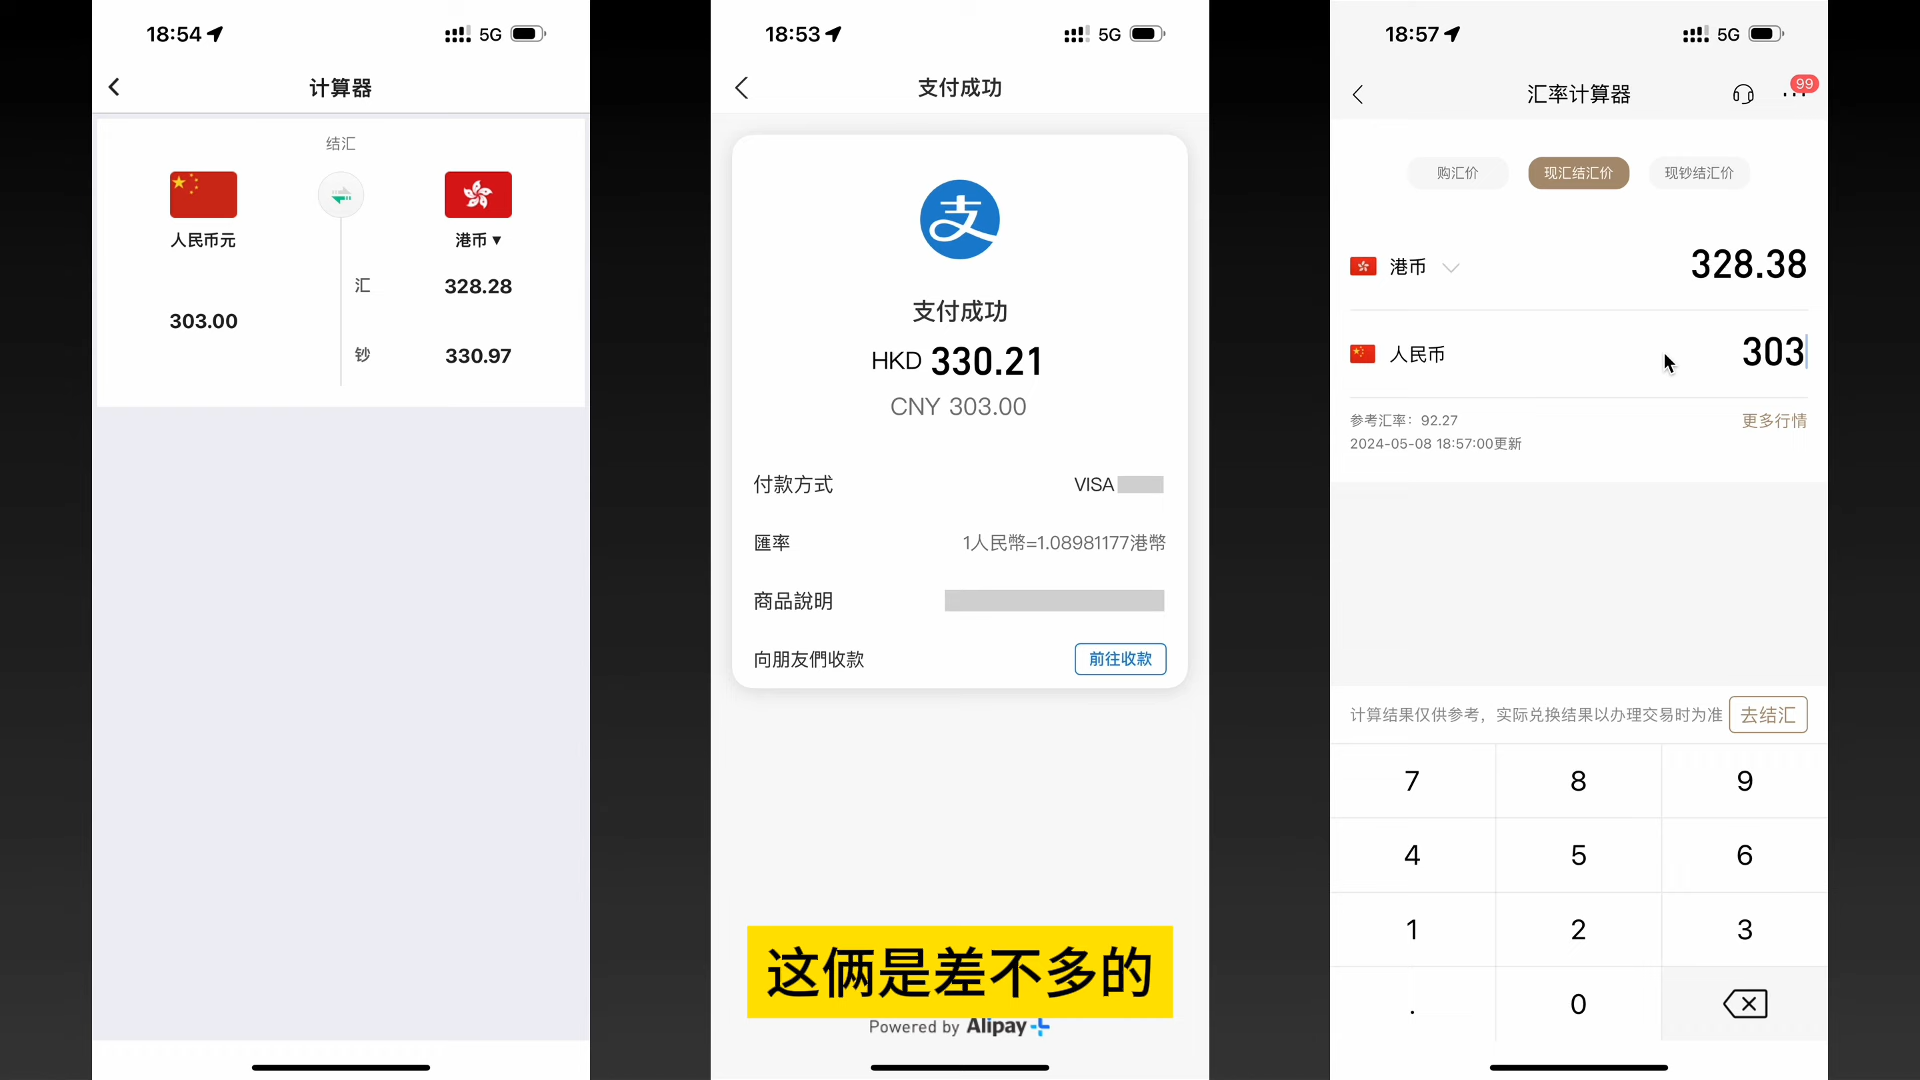 18:54
5G
计算器
结汇
人民币元
港币 ▼
汇
328.28
303.00
钞
330.97
18:53
5G
支付成功
支
支付成功
HKD 330.21
CNY 303.00
付款方式
VISA
匯率
1人民幣=1.08981177港幣
商品說明
向朋友們收款
前往收款
这俩是差不多的
Powered by Alipay+
18:57
5G
汇率计算器
99
购汇价
现汇结汇价
现钞结汇价
港币
328.38
人民币
303
参考汇率：92.27
更多行情
2024-05-08 18:57:00更新
计算结果仅供参考，实际兑换结果以办理交易时为准
去结汇
7 8 9
4 5 6
1 2 3
. 0